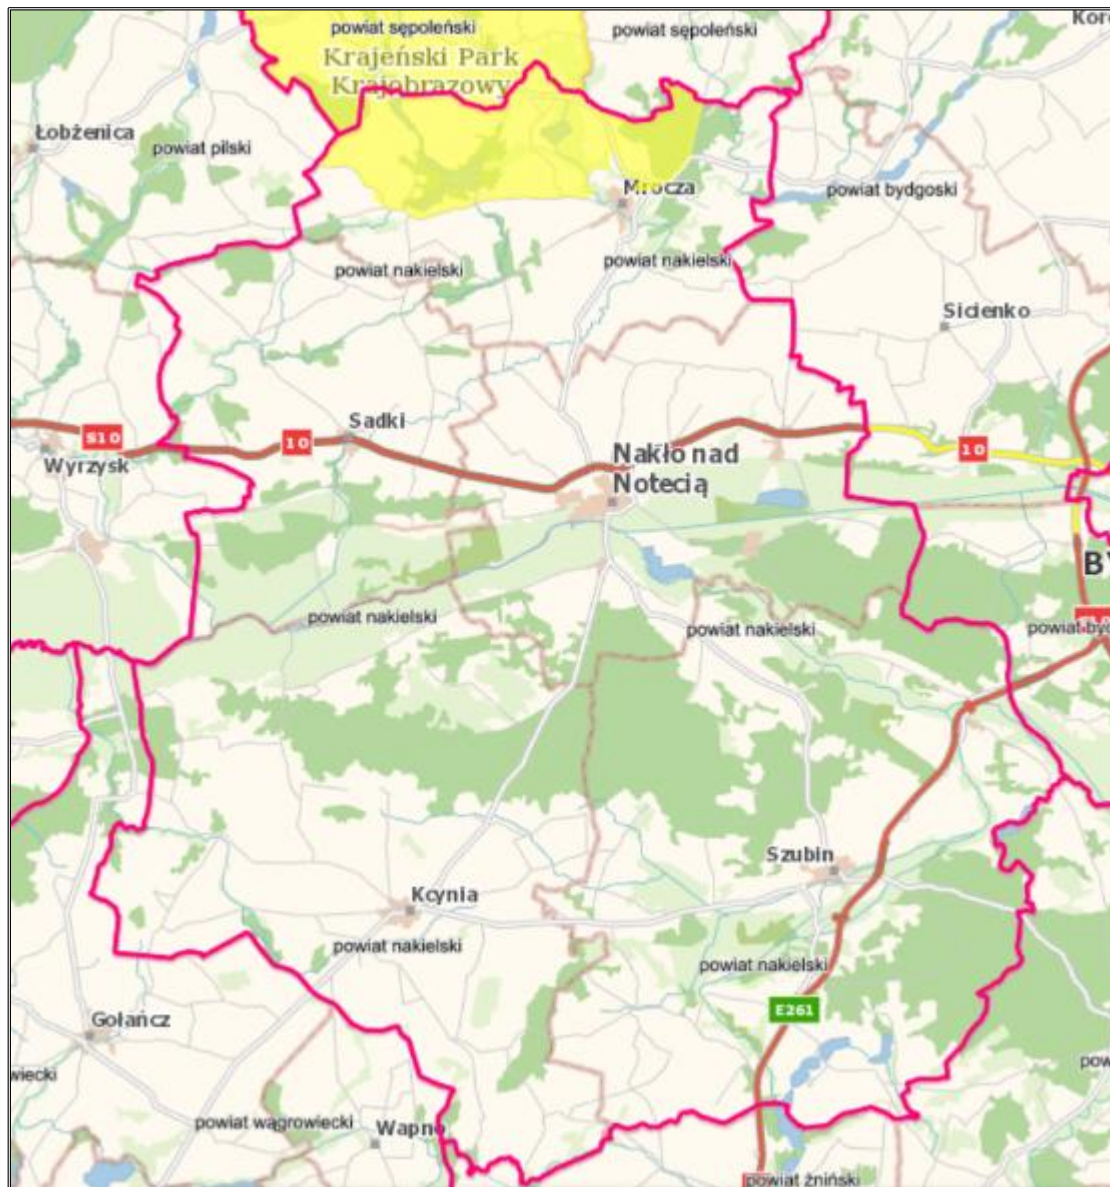 powiat sępoleński
powiat sępoleński
Krajeński Park
Krajobrazowy
Łobżenica
powiat pilski
Mrocza
powiat bydgoski
powiat nakielski
powiat nakielski
Sicienko
Sadki
S10
10
10
Wyrzysk
Nakło nad
Notecią
powiat nakielski
powiat nakielski
Szubin
Kcynia
powiat nakielski
powiat nakielski
E261
Gołańcz
powiat wągrowiecki
Wapno
powiat żniński